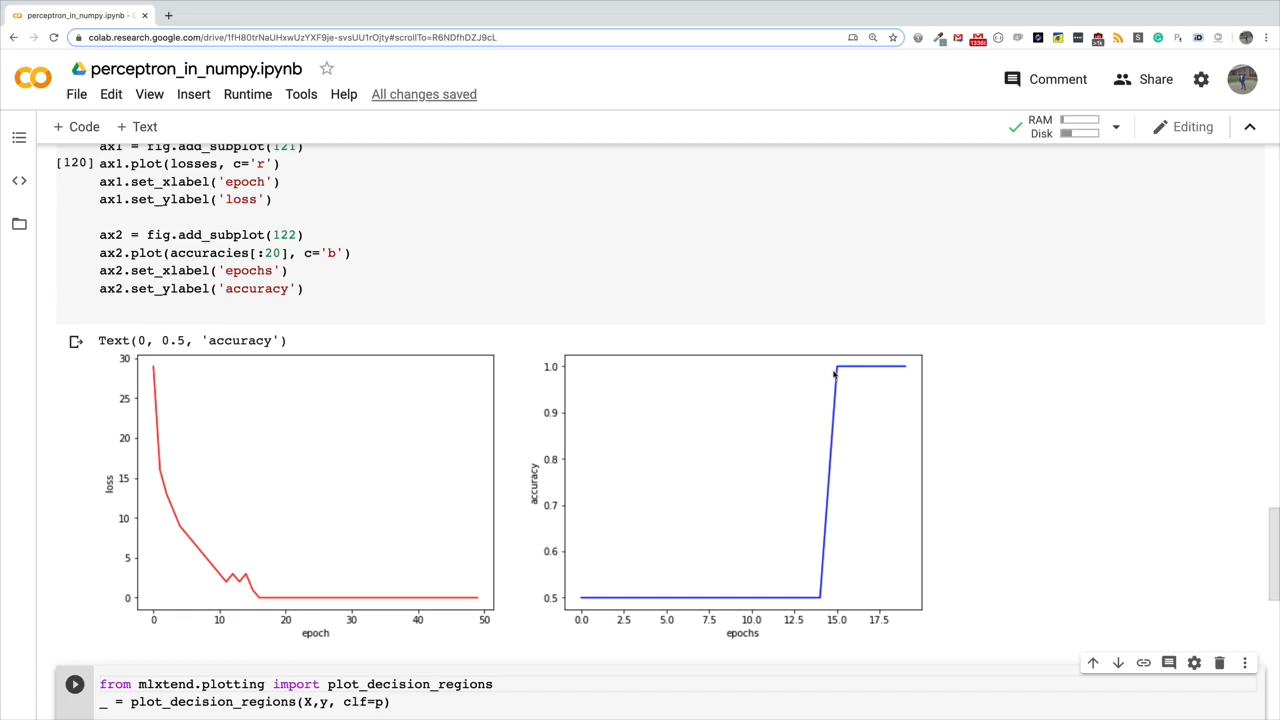 perceptron_in_numpy.ipynb - C
colab.research.google.com/drive/1fH80trNaUHxwUzYXF9je-svsUU1rOjty#scrollTo=R6NDfhDZJ9cL
perceptron_in_numpy.ipynb
Comment
Share
File Edit View Insert Runtime Tools Help All changes saved
+ Code + Text
RAM
Disk
Editing
ax1 = fig.add_subplot(121)
[120] ax1.plot(losses, c='r')
ax1.set_xlabel('epoch')
ax1.set_ylabel('loss')
ax2 = fig.add_subplot(122)
ax2.plot(accuracies[:20], c='b')
ax2.set_xlabel('epochs')
ax2.set_ylabel('accuracy')
Text(0, 0.5, 'accuracy')
30
25
20
15
10
5
0
loss
0 10 20 30 40 50
epoch
1.0
0.9
0.8
0.7
0.6
0.5
accuracy
0.0 2.5 5.0 7.5 10.0 12.5 15.0 17.5
epochs
from mlxtend.plotting import plot_decision_regions
_ = plot_decision_regions(X,y, clf=p)